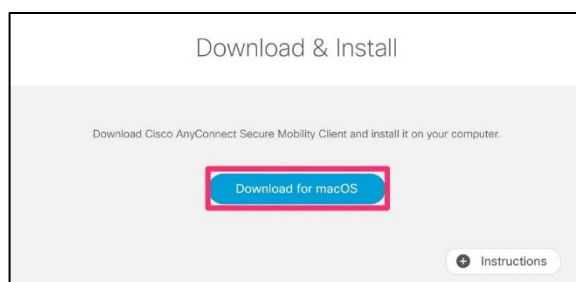 Download & Install
Download Cisco AnyConnect Secure Mobility Client and install it on your computer.
Download for macOS
Instructions